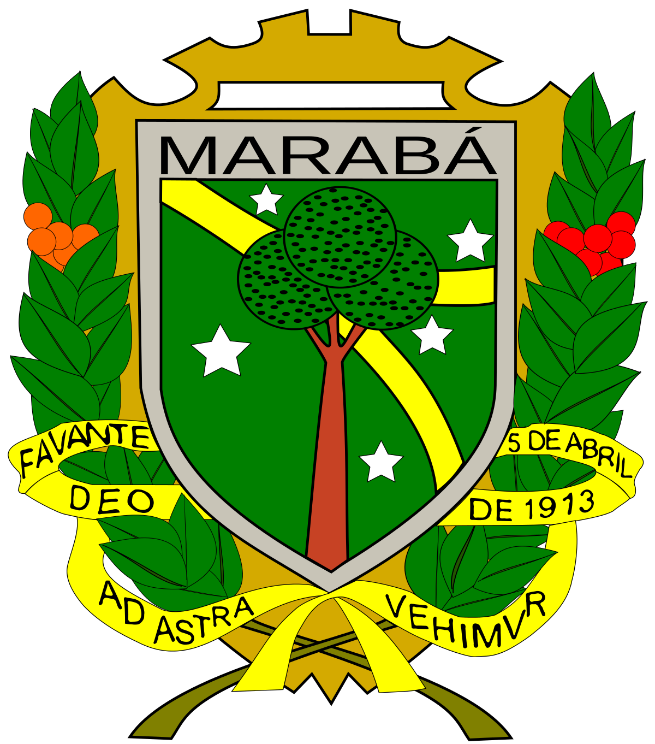 MARABÁ
FAVANTE
DEO
5 DE ABRIL
DE 1913
AD ASTRA
VEHIMVR